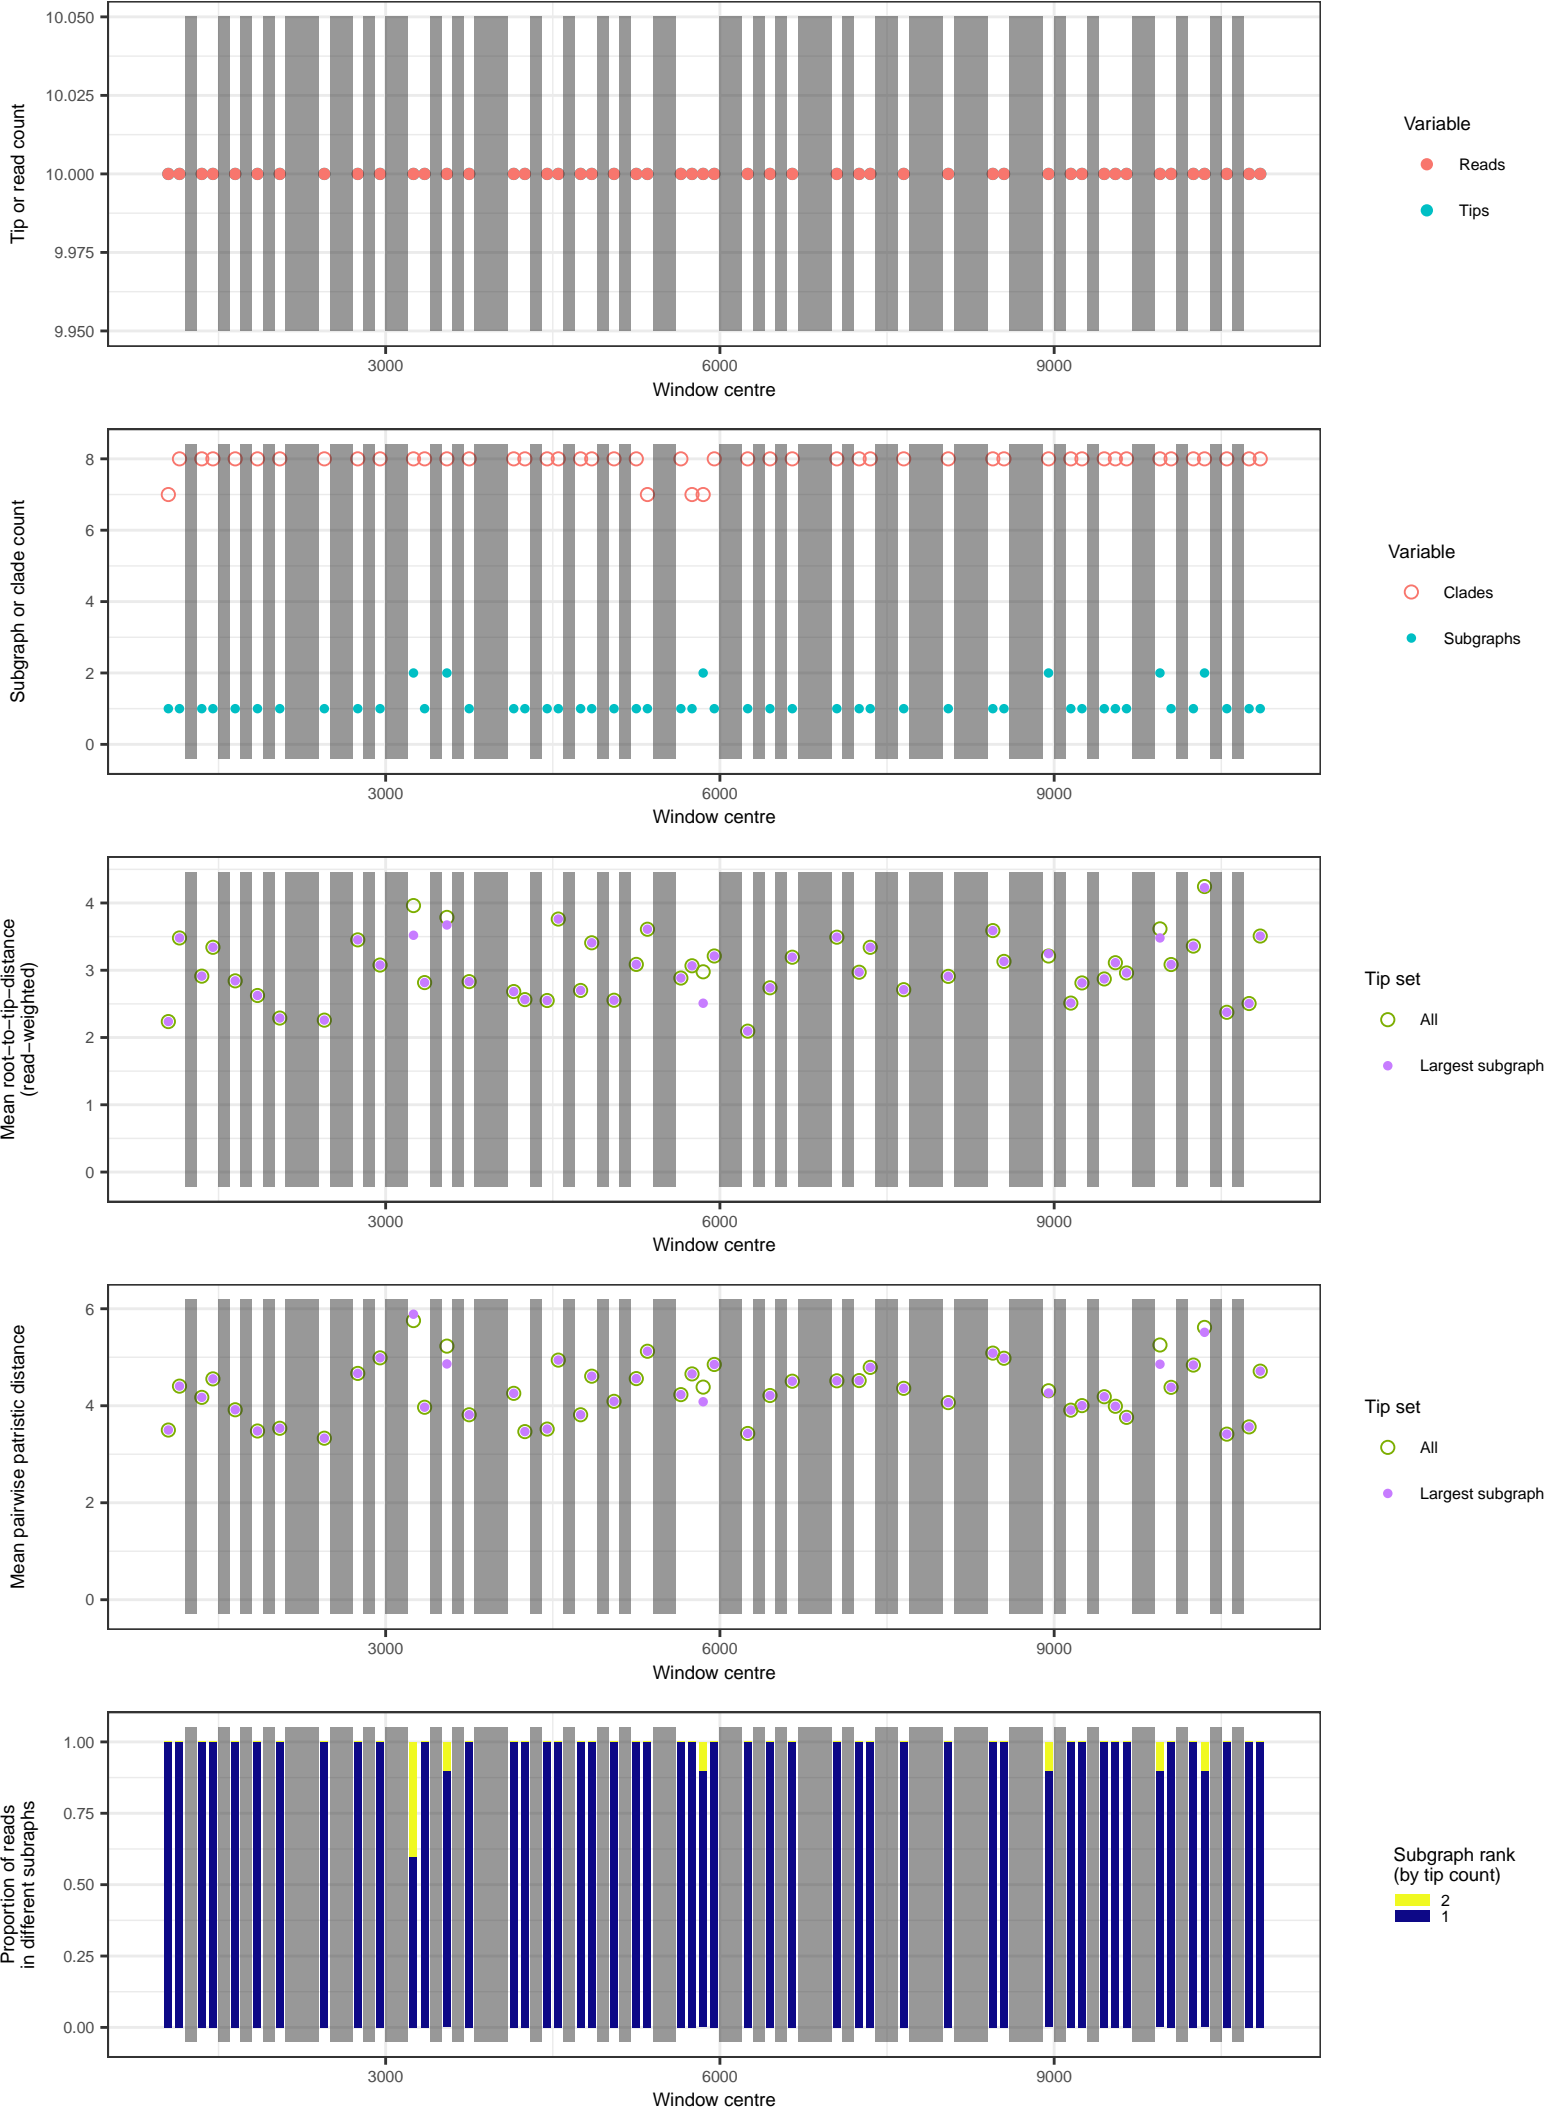 10.050
10.025
10.000
9.975
9.950
Tip or read count
3000
6000
9000
Window centre
Variable
Reads
Tips
8
6
4
2
0
Subgraph or clade count
3000
6000
9000
Window centre
Variable
Clades
Subgraphs
4
3
2
1
0
Mean root−to−tip−distance
(read−weighted)
3000
6000
9000
Window centre
Tip set
All
Largest subgraph
6
4
2
0
Mean pairwise patristic distance
3000
6000
9000
Window centre
Tip set
All
Largest subgraph
1.00
0.75
0.50
0.25
0.00
Proportion of reads
in different subraphs
3000
6000
9000
Window centre
Subgraph rank
(by tip count)
2
1